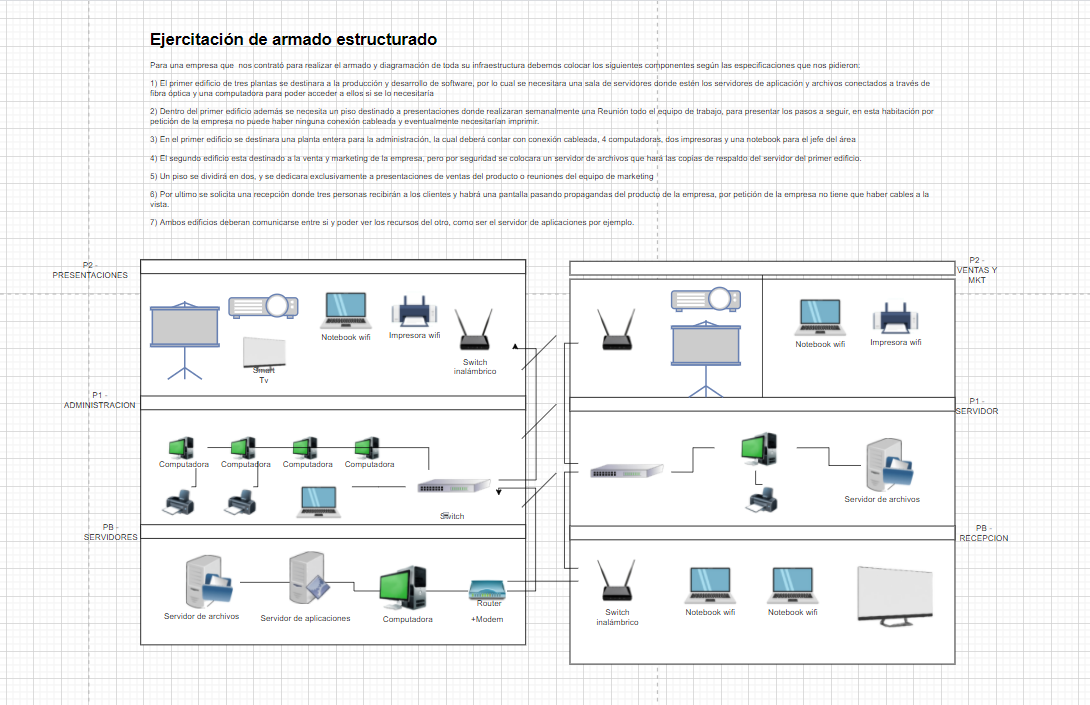 Ejercitación de armado estructurado
Para una empresa que nos contrató para realizar el armado y diagramación de toda su infraestructura debemos colocar los siguientes componentes según las especificaciones que nos pidieron:
1) El primer edificio de tres plantas se destinara a la producción y desarrollo de software, por lo cual se necesitara una sala de servidores donde estén los servidores de aplicación y archivos conectados a través de
fibra óptica y una computadora para poder acceder a ellos si se lo necesitaría
2) Dentro del primer edificio además se necesita un piso destinado a presentaciones donde realizaran semanalmente una Reunión todo el equipo de trabajo, para presentar los pasos a seguir, en esta habitación por
petición de la empresa no puede haber ninguna conexión cableada y eventualmente necesitarían imprimir.
3) En el primer edificio se destinara una planta entera para la administración, la cual deberá contar con conexión cableada, 4 computadoras, dos impresoras y una notebook para el jefe del área
4) El segundo edificio esta destinado a la venta y marketing de la empresa, pero por seguridad se colocara un servidor de archivos que hará las copias de respaldo del servidor del primer edificio.
5) Un piso se dividirá en dos, y se dedicara exclusivamente a presentaciones de ventas del producto o reuniones del equipo de marketing
6) Por ultimo se solicita una recepción donde tres personas recibirán a los clientes y habrá una pantalla pasando propagandas del producto de la empresa, por petición de la empresa no tiene que haber cables a la
vista.
7) Ambos edificios deberan comunicarse entre si y poder ver los recursos del otro, como ser el servidor de aplicaciones por ejemplo.
P2 -
PRESENTACIONES
Notebook wifi
Impresora wifi
Switch
inalámbrico
Smart
Tv
P1 -
ADMINISTRACION
Computadora
Computadora
Computadora
Computadora
Switch
PB -
SERVIDORES
Servidor de archivos
Servidor de aplicaciones
Computadora
Router
+Modem
P2 -
VENTAS Y
MKT
Notebook wifi
Impresora wifi
P1 -
SERVIDOR
Servidor de archivos
PB -
RECEPCION
Switch
inalámbrico
Notebook wifi
Notebook wifi